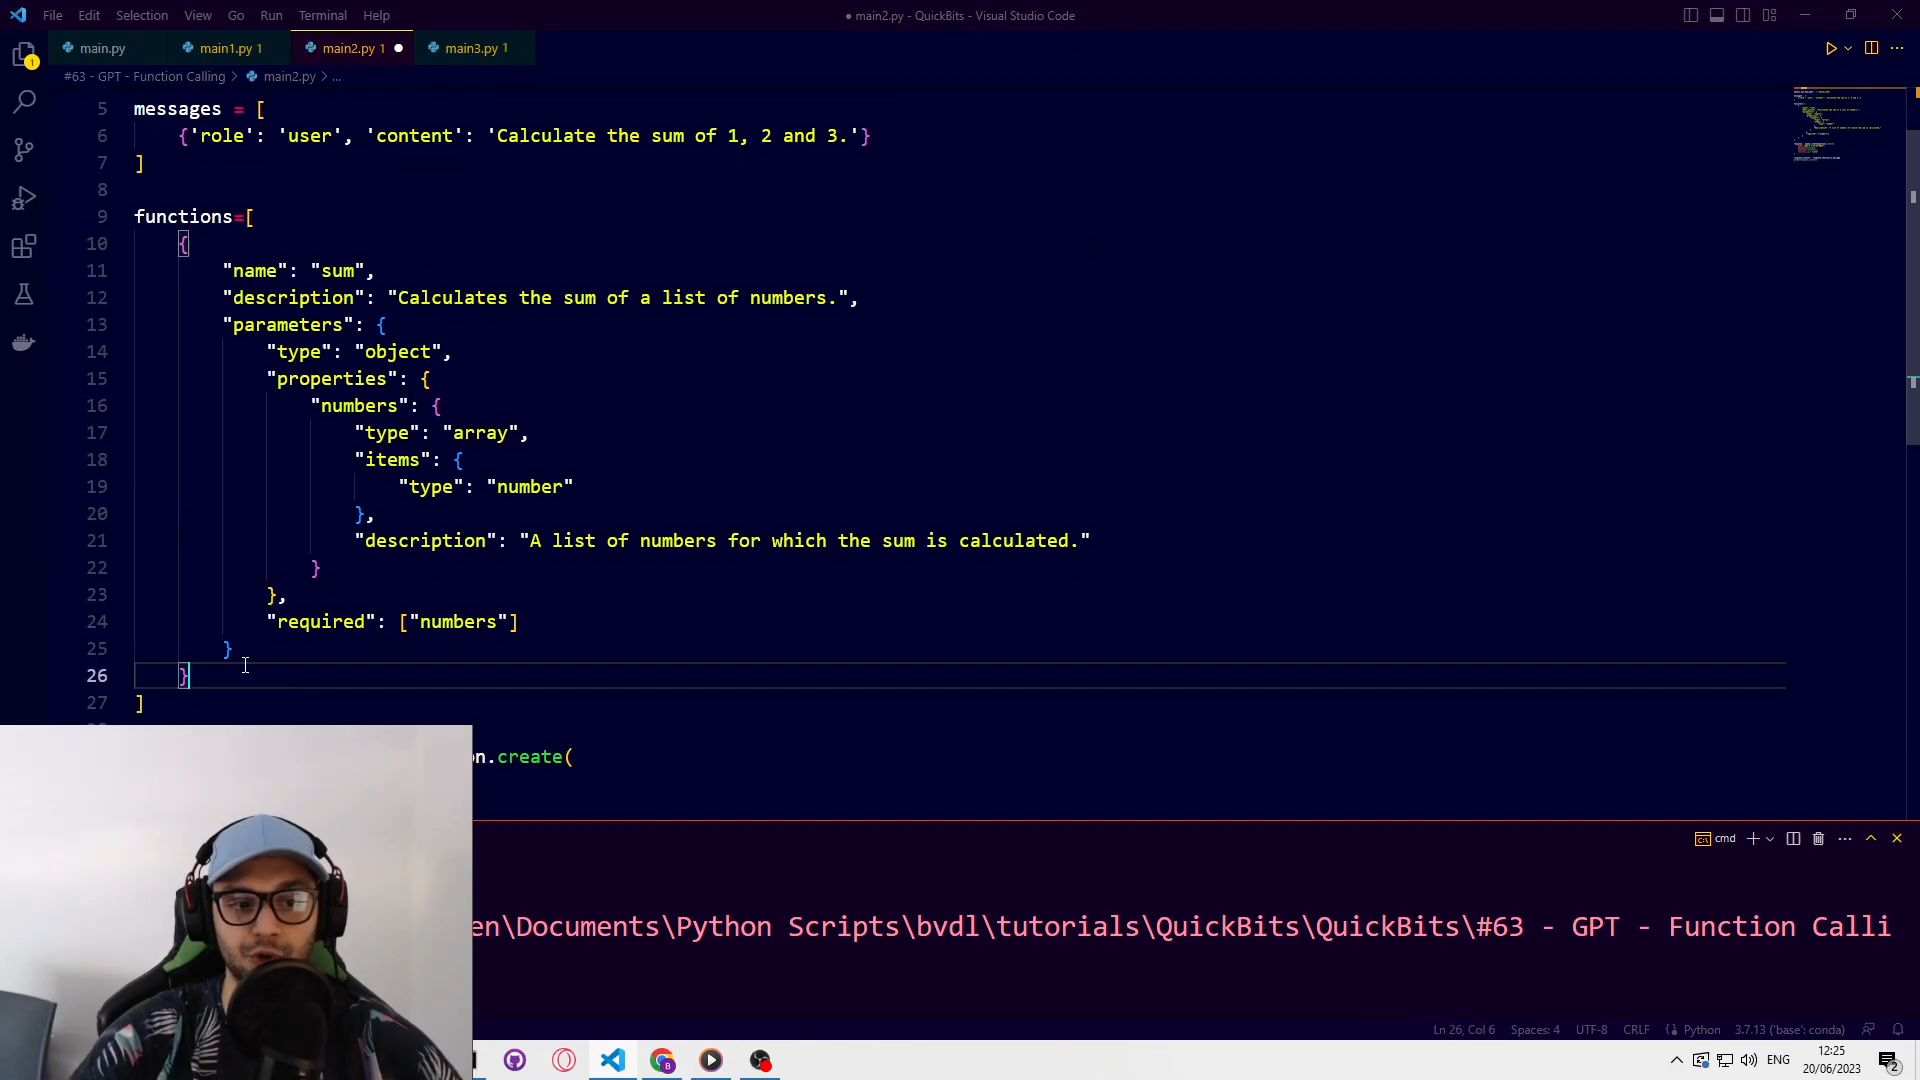 File Edit Selection View Go Run Terminal Help
● main2.py - QuickBits - Visual Studio Code
main.py main1.py 1 main2.py 1 main3.py 1
#63 - GPT - Function Calling > main2.py > ...
5 messages = [
6 {'role': 'user', 'content': 'Calculate the sum of 1, 2 and 3.'}
7 ]
8
9 functions=[
10 {
11 "name": "sum",
12 "description": "Calculates the sum of a list of numbers.",
13 "parameters": {
14 "type": "object",
15 "properties": {
16 "numbers": {
17 "type": "array",
18 "items": {
19 "type": "number"
20 },
21 "description": "A list of numbers for which the sum is calculated."
22 }
23 },
24 "required": ["numbers"]
25 }
26 }
27 ]
n.create(
cmd
en\Documents\Python Scripts\bvdl\tutorials\QuickBits\QuickBits\#63 - GPT - Function Calli
Ln 26, Col 6 Spaces: 4 UTF-8 CRLF Python 3.7.13 ('base': conda)
ENG 12:25
20/06/2023
2